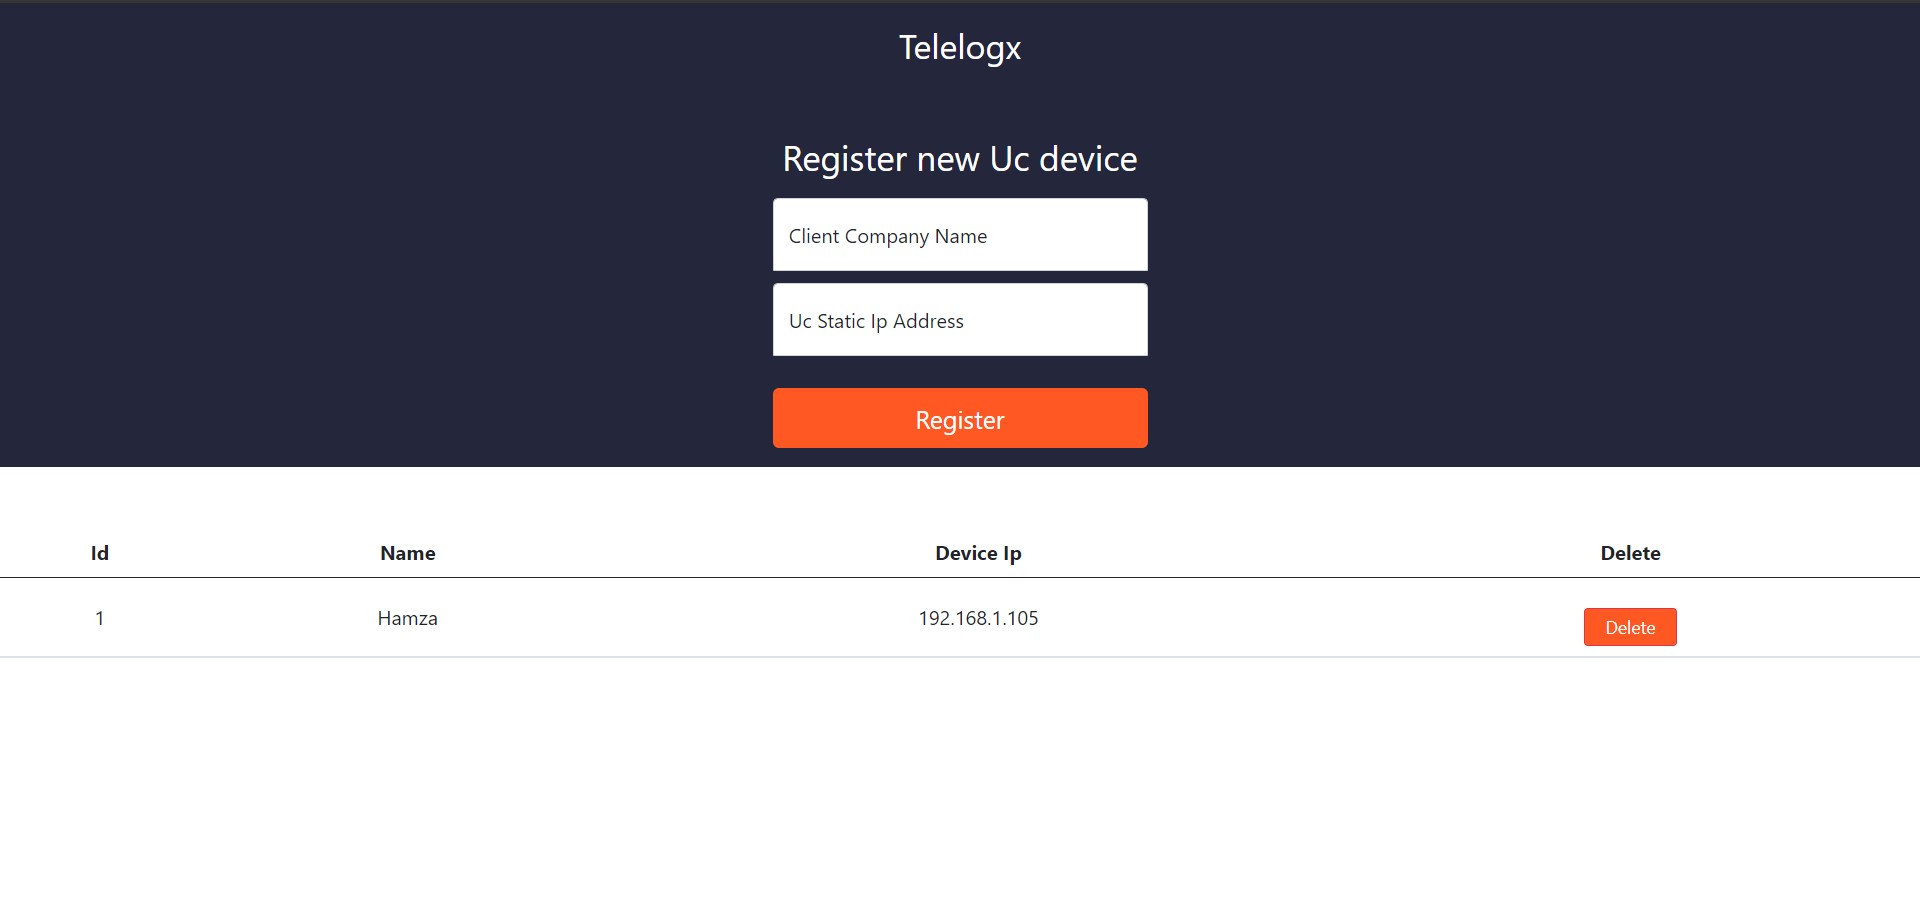 Telelogx
Register new Uc device
Client Company Name
Uc Static Ip Address
Register
Id Name Device Ip Delete
1 Hamza 192.168.1.105 Delete